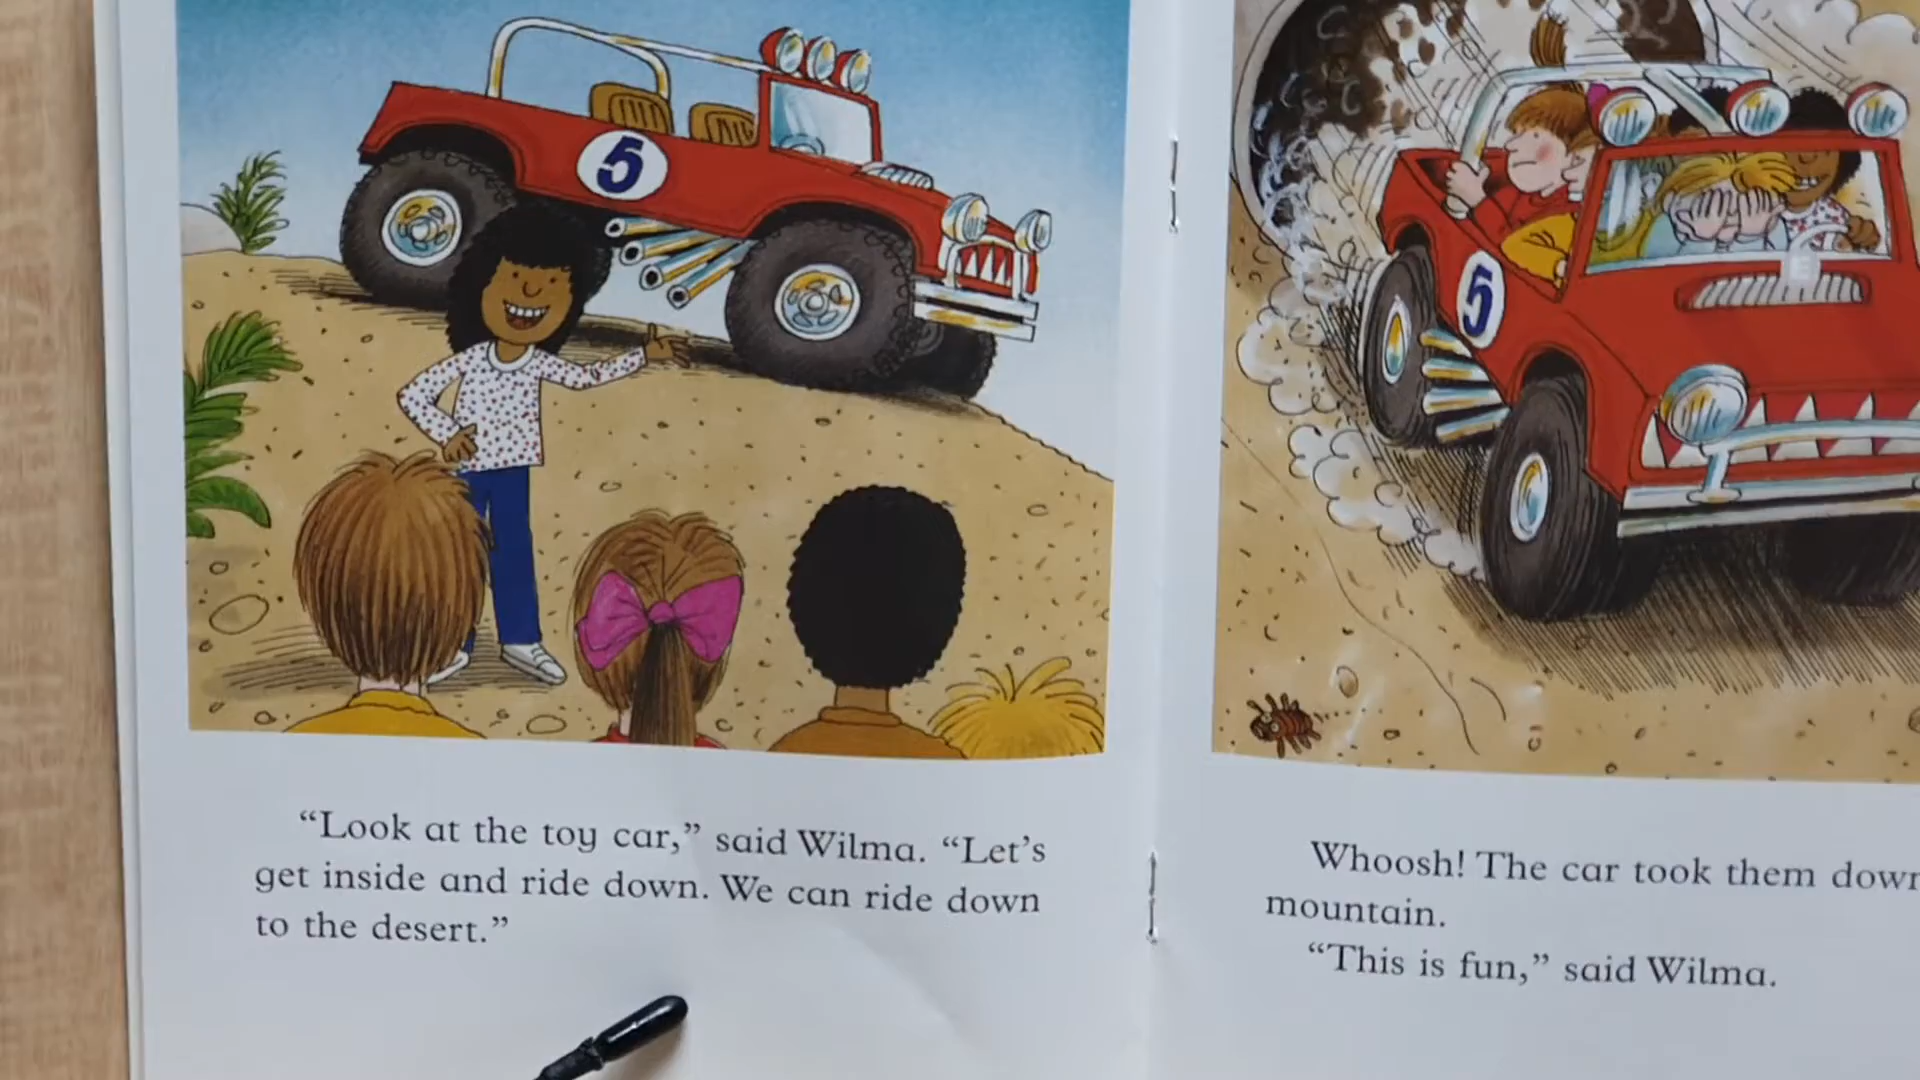 5
5
“Look at the toy car,” said Wilma. “Let’s
get inside and ride down. We can ride down
to the desert.”
Whoosh! The car took them down
mountain.
“This is fun,” said Wilma.